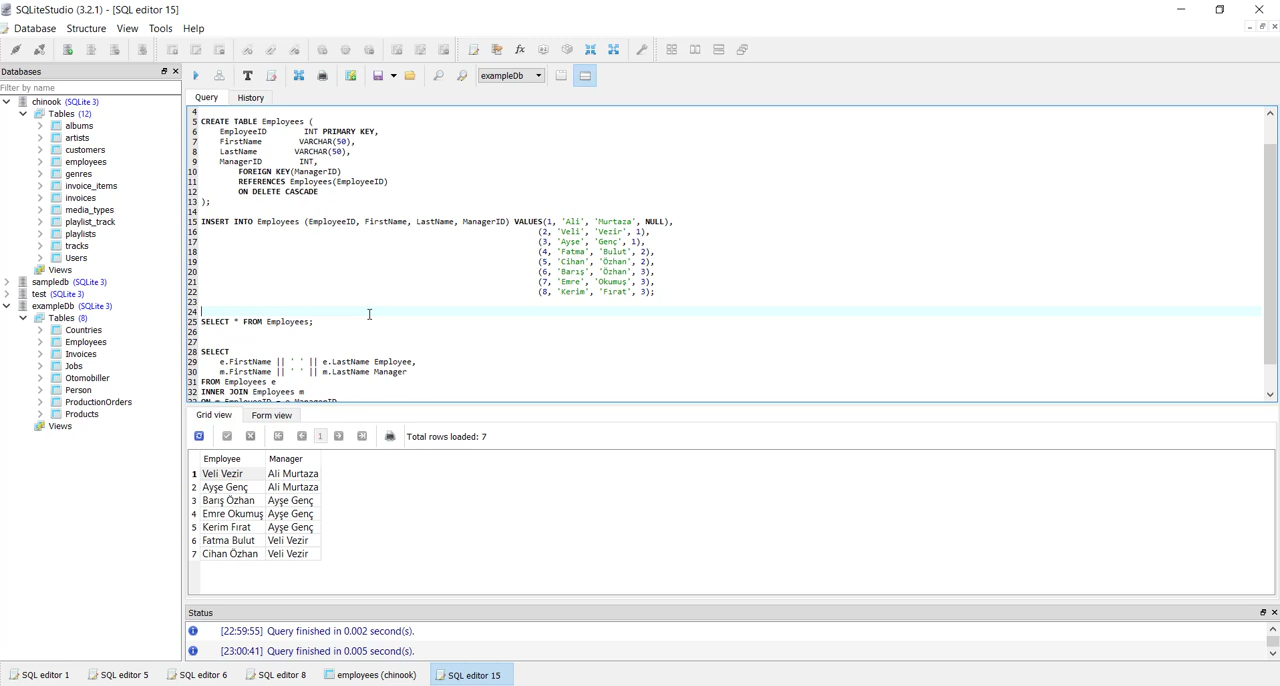 SQLiteStudio (3.2.1) - [SQL editor 15]
Database Structure View Tools Help
Databases
Filter by name
chinook (SQLite 3)
Tables (12)
albums
artists
customers
employees
genres
invoice_items
invoices
media_types
playlist_track
playlists
tracks
Users
Views
sampledb (SQLite 3)
test (SQLite 3)
exampleDb (SQLite 3)
Tables (8)
Countries
Employees
Invoices
Jobs
Otomobiller
Person
ProductionOrders
Products
Views
exampleDb
Query History
4
5 CREATE TABLE Employees (
6 EmployeeID INT PRIMARY KEY,
7 FirstName VARCHAR(50),
8 LastName VARCHAR(50),
9 ManagerID INT,
10 FOREIGN KEY(ManagerID)
11 REFERENCES Employees(EmployeeID)
12 ON DELETE CASCADE
13 );
14
15 INSERT INTO Employees (EmployeeID, FirstName, LastName, ManagerID) VALUES(1, 'Ali', 'Murtaza', NULL),
16 (2, 'Veli', 'Vezir', 1),
17 (3, 'Ayşe', 'Genç', 1),
18 (4, 'Fatma', 'Bulut', 2),
19 (5, 'Cihan', 'Özhan', 2),
20 (6, 'Barış', 'Özhan', 3),
21 (7, 'Emre', 'Okumuş', 3),
22 (8, 'Kerim', 'Fırat', 3);
23
24
25 SELECT * FROM Employees;
26
27
28 SELECT
29 e.FirstName || ' ' || e.LastName Employee,
30 m.FirstName || ' ' || m.LastName Manager
31 FROM Employees e
32 INNER JOIN Employees m
33 ON m.EmployeeID = e.ManagerID
Grid view Form view
1 Total rows loaded: 7
Employee Manager
1 Veli Vezir Ali Murtaza
2 Ayşe Genç Ali Murtaza
3 Barış Özhan Ayşe Genç
4 Emre Okumuş Ayşe Genç
5 Kerim Fırat Ayşe Genç
6 Fatma Bulut Veli Vezir
7 Cihan Özhan Veli Vezir
Status
[22:59:55] Query finished in 0.002 second(s).
[23:00:41] Query finished in 0.005 second(s).
SQL editor 1 SQL editor 5 SQL editor 6 SQL editor 8 employees (chinook) SQL editor 15